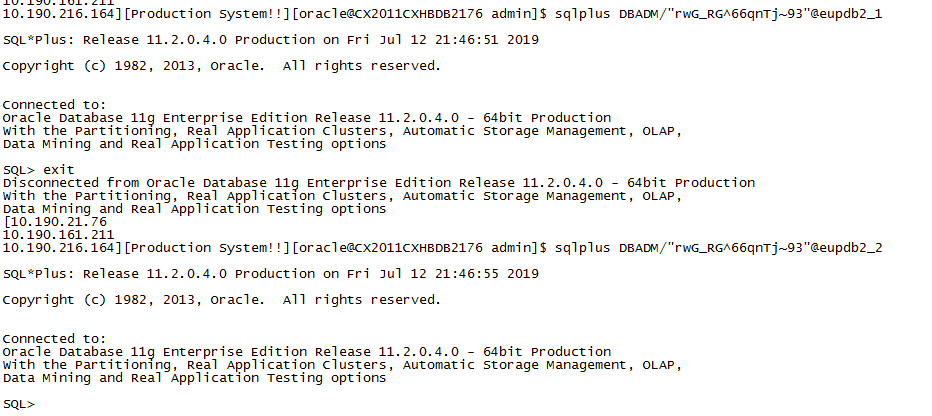 10.190.161.211
10.190.216.164][Production System!!][oracle@CX2011CXHBDB2176 admin]$ sqlplus DBADM/"rwG_RG^66qnTj~93"@eupdb2_1
SQL*Plus: Release 11.2.0.4.0 Production on Fri Jul 12 21:46:51 2019
Copyright (c) 1982, 2013, Oracle.  All rights reserved.
Connected to:
Oracle Database 11g Enterprise Edition Release 11.2.0.4.0 - 64bit Production
With the Partitioning, Real Application Clusters, Automatic Storage Management, OLAP,
Data Mining and Real Application Testing options
SQL> exit
Disconnected from Oracle Database 11g Enterprise Edition Release 11.2.0.4.0 - 64bit Production
With the Partitioning, Real Application Clusters, Automatic Storage Management, OLAP,
Data Mining and Real Application Testing options
[10.190.21.76
10.190.161.211
10.190.216.164][Production System!!][oracle@CX2011CXHBDB2176 admin]$ sqlplus DBADM/"rwG_RG^66qnTj~93"@eupdb2_2
SQL*Plus: Release 11.2.0.4.0 Production on Fri Jul 12 21:46:55 2019
Copyright (c) 1982, 2013, Oracle.  All rights reserved.
Connected to:
Oracle Database 11g Enterprise Edition Release 11.2.0.4.0 - 64bit Production
With the Partitioning, Real Application Clusters, Automatic Storage Management, OLAP,
Data Mining and Real Application Testing options
SQL>